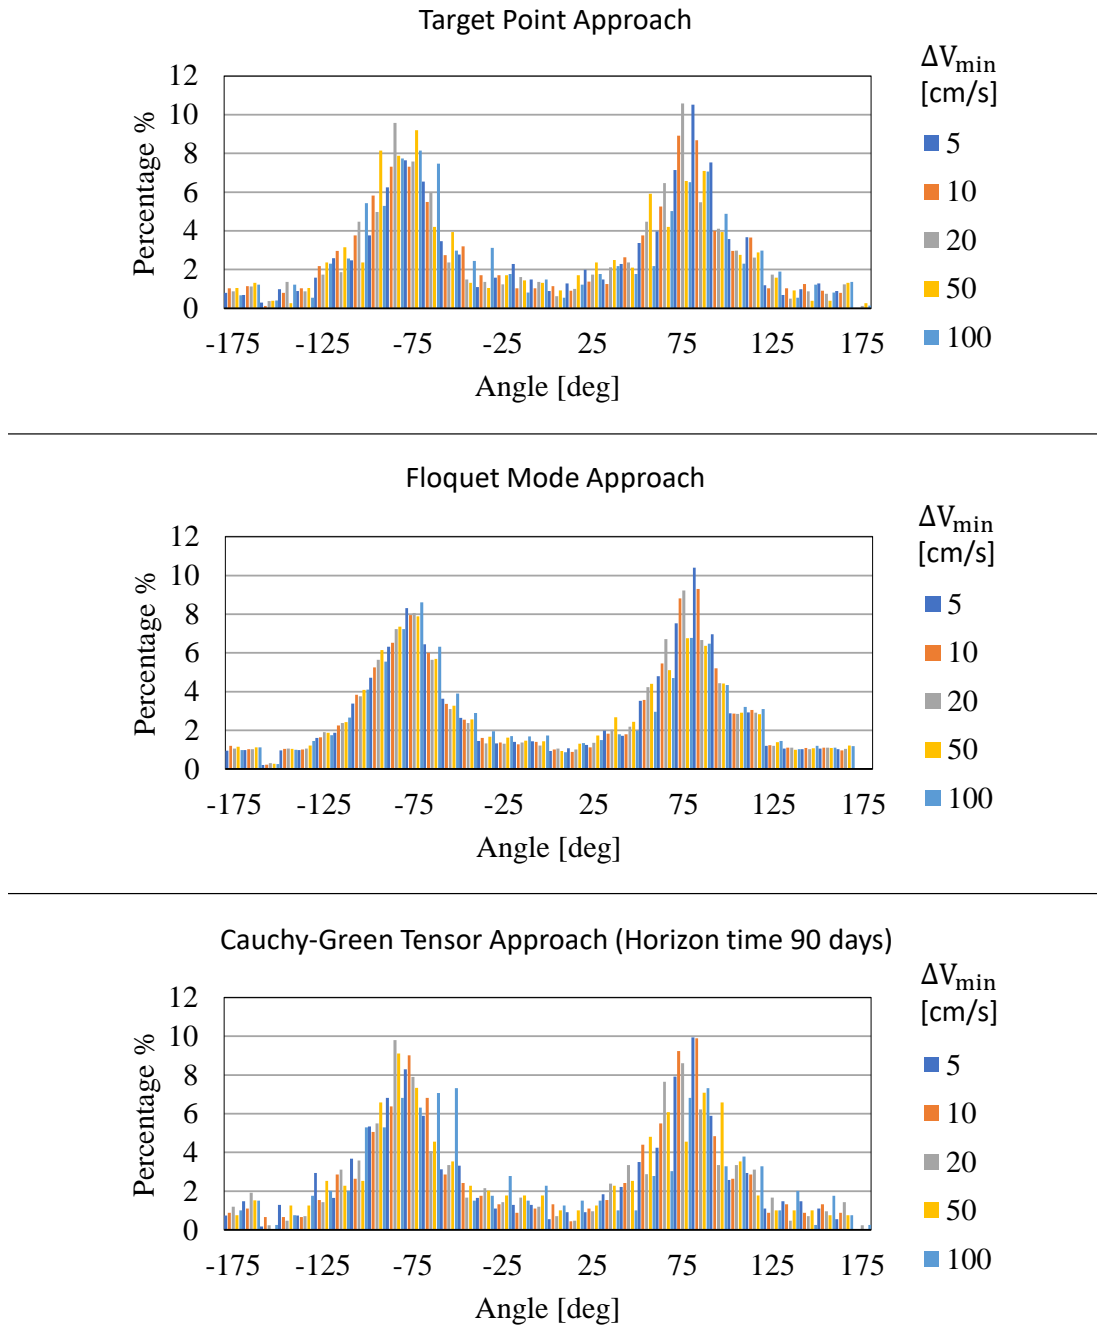 Target Point Approach
12
10
8
6
4
2
0
Percentage %
-175 -125 -75 -25 25 75 125 175
Angle [deg]
ΔVmin
[cm/s]
5
10
20
50
100
Floquet Mode Approach
12
10
8
6
4
2
0
Percentage %
-175 -125 -75 -25 25 75 125 175
Angle [deg]
ΔVmin
[cm/s]
5
10
20
50
100
Cauchy-Green Tensor Approach (Horizon time 90 days)
12
10
8
6
4
2
0
Percentage %
-175 -125 -75 -25 25 75 125 175
Angle [deg]
ΔVmin
[cm/s]
5
10
20
50
100